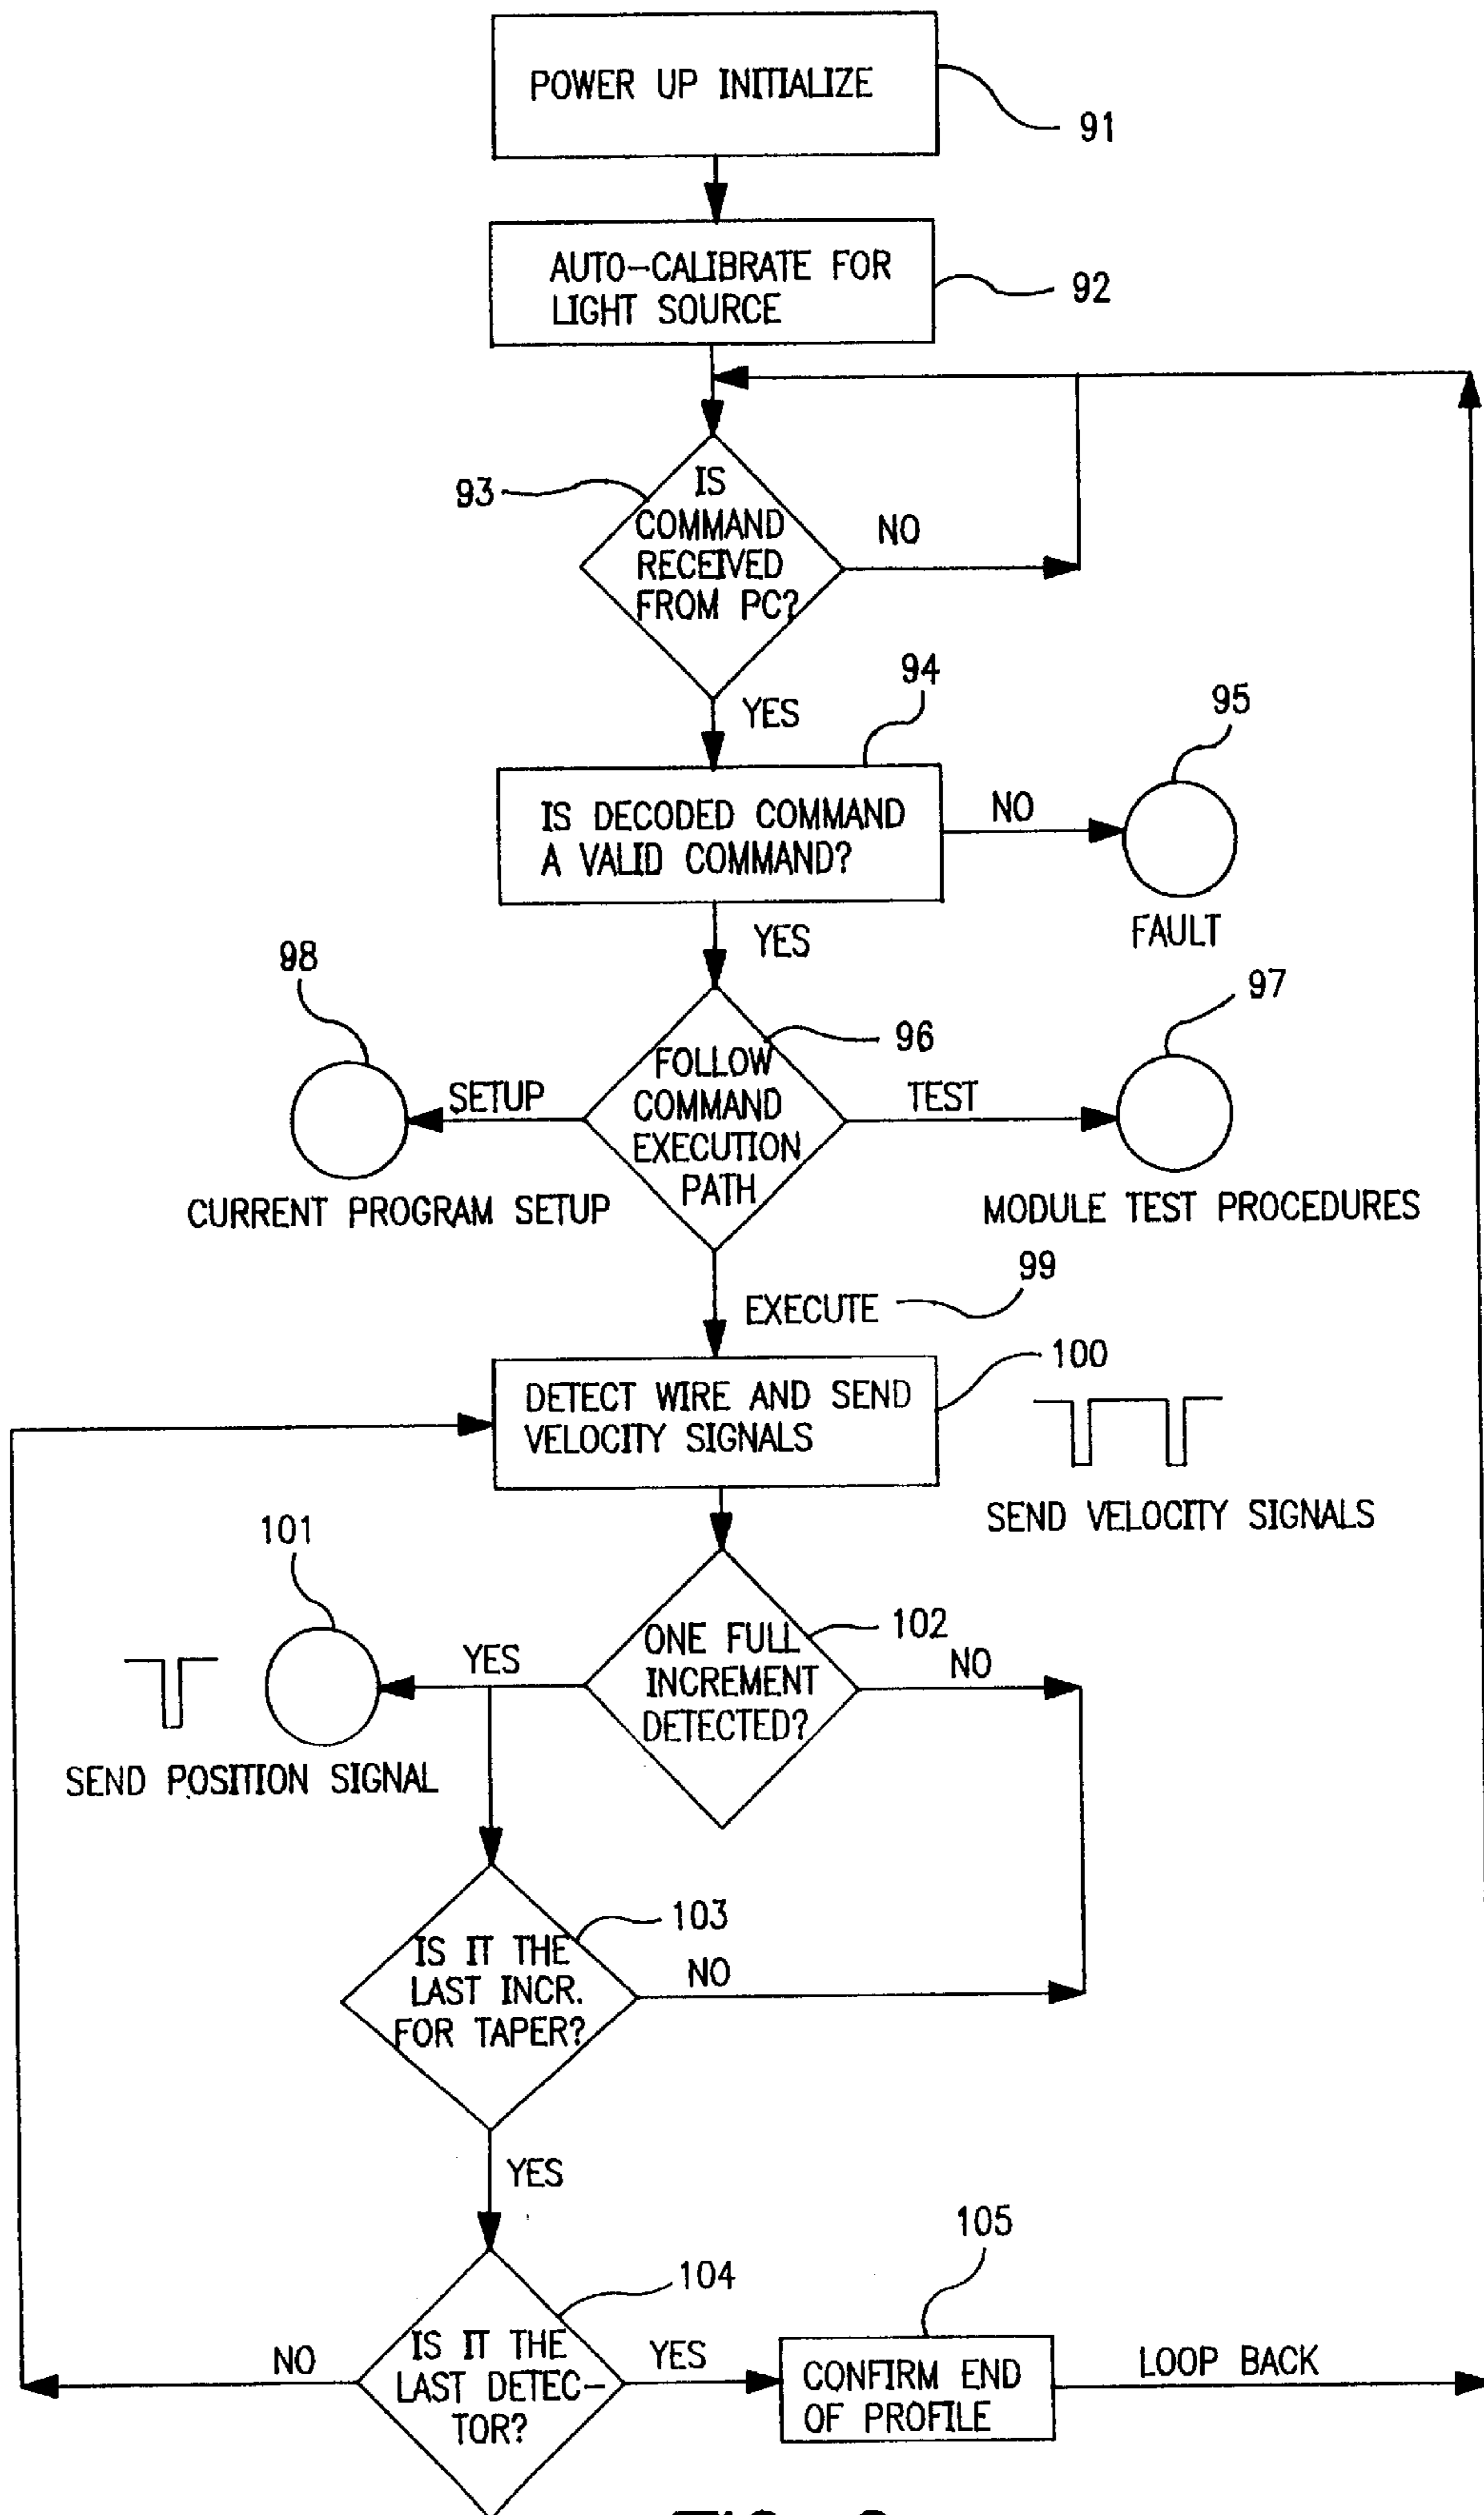 POWER UP INITIALIZE
91
AUTO-CALIBRATE FOR
LIGHT SOURCE
92
93
IS
COMMAND
RECEIVED
FROM PC?
NO
YES
94
95
IS DECODED COMMAND
A VALID COMMAND?
NO
FAULT
YES
98
97
96
FOLLOW
COMMAND
EXECUTION
PATH
SETUP
TEST
CURRENT PROGRAM SETUP
MODULE TEST PROCEDURES
99
EXECUTE
100
DETECT WIRE AND SEND
VELOCITY SIGNALS
SEND VELOCITY SIGNALS
101
102
ONE FULL
INCREMENT
DETECTED?
YES
NO
SEND POSITION SIGNAL
103
IS IT THE
LAST INCR.
FOR TAPER?
NO
YES
105
104
IS IT THE
LAST DETEC-
TOR?
NO
YES
CONFIRM END
OF PROFILE
LOOP BACK